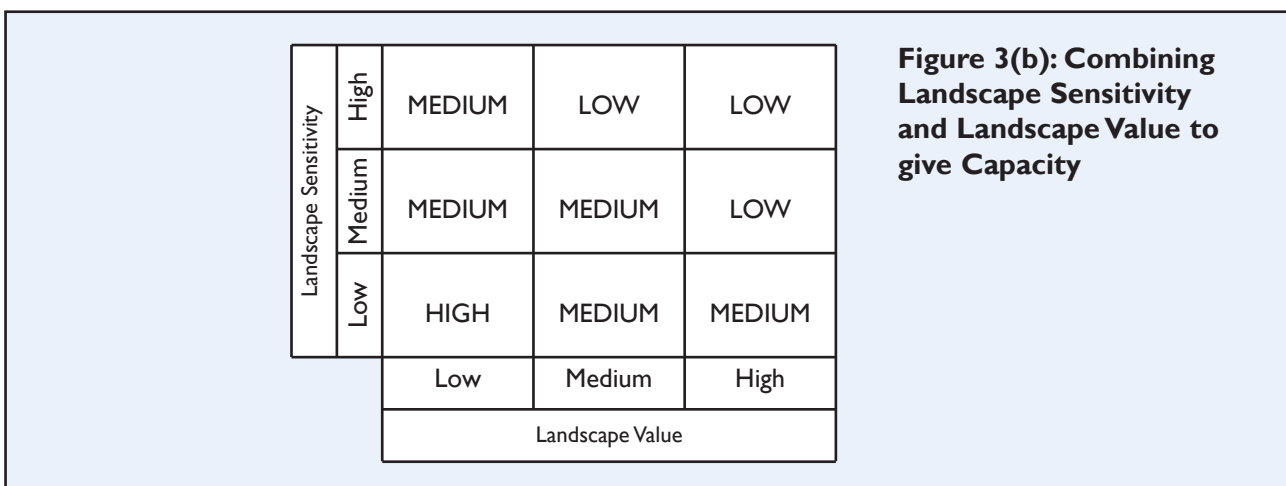 Figure 3(b): Combining
Landscape Sensitivity
and Landscape Value to
give Capacity
Landscape Sensitivity
High
MEDIUM LOW LOW
Medium
MEDIUM MEDIUM LOW
Low
HIGH MEDIUM MEDIUM
Low Medium High
Landscape Value